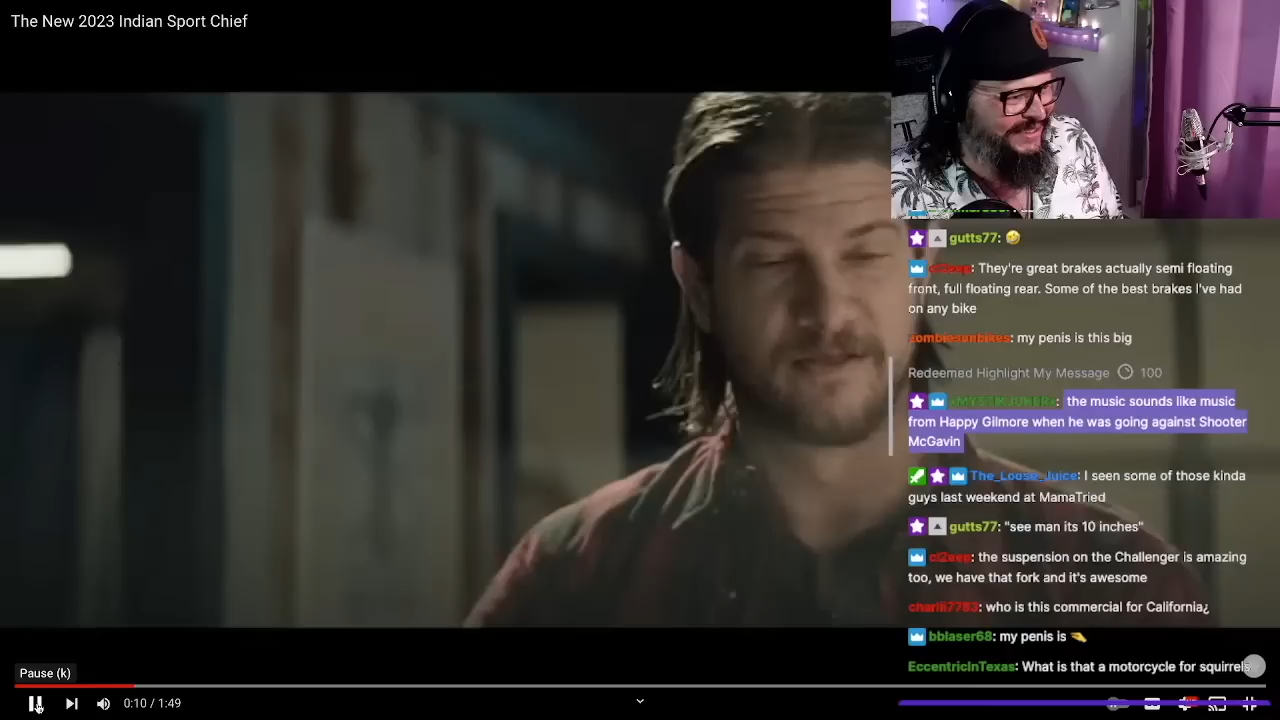 The New 2023 Indian Sport Chief
gutts77: 🤣
They're great brakes actually semi floating
front, full floating rear. Some of the best brakes I've had
on any bike
zombiesunbikes: my penis is this big
Redeemed Highlight My Message 100
the music sounds like music
from Happy Gilmore when he was going against Shooter
McGavin
The_Loose_Juice: I seen some of those kinda
guys last weekend at MamaTried
gutts77: "see man its 10 inches"
the suspension on the Challenger is amazing
too, we have that fork and it's awesome
charlii7783: who is this commercial for California¿
bblaser68: my penis is 🤏
EccentricInTexas: What is that a motorcycle for squirrels
Pause (k)
0:10 / 1:49